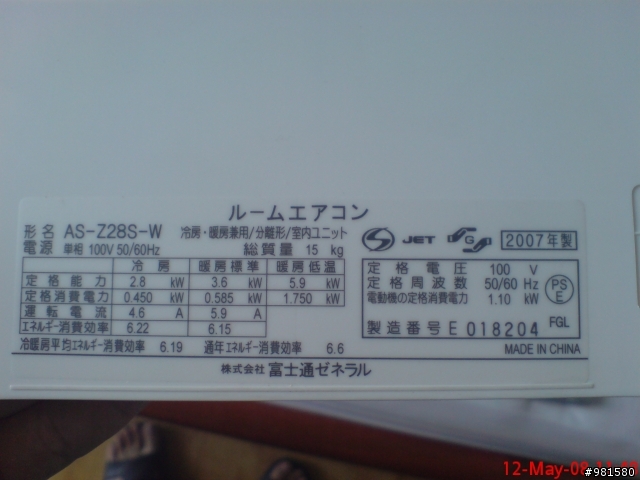 ルームエアコン
形名 AS-Z28S-W 冷房・暖房兼用/分離形/室内ユニット
電源 単相 100V 50/60Hz 総質量 15 kg
JET SGS 2007年製
冷房 暖房標準 暖房低温
定格能力 2.8 kW 3.6 kW 5.9 kW
定格消費電力 0.450 kW 0.585 kW 1.750 kW
運転電流 4.6 A 5.9 A
エネルギー消費効率 6.22 6.15
冷暖房平均エネルギー消費効率 6.19 通年エネルギー消費効率 6.6
定格電圧 100 V
定格周波数 50/60 Hz
電動機の定格消費電力 1.10 kW
PSE
製造番号 E 018204 FGL
MADE IN CHINA
株式会社 富士通ゼネラル
12-May-08
#981580